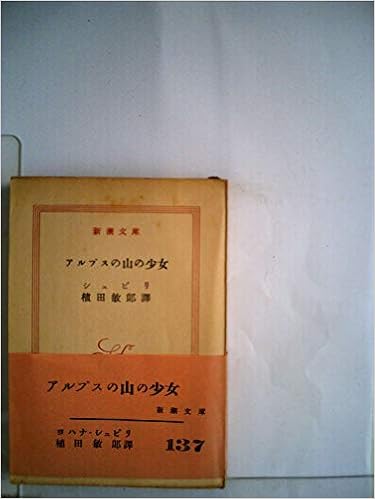 新潮文庫
アルプスの山の少女
シュピリ
植田敏郎譯
アルプスの山の少女
新潮文庫
ヨハナ・シュピリ
植田敏郎譯
137